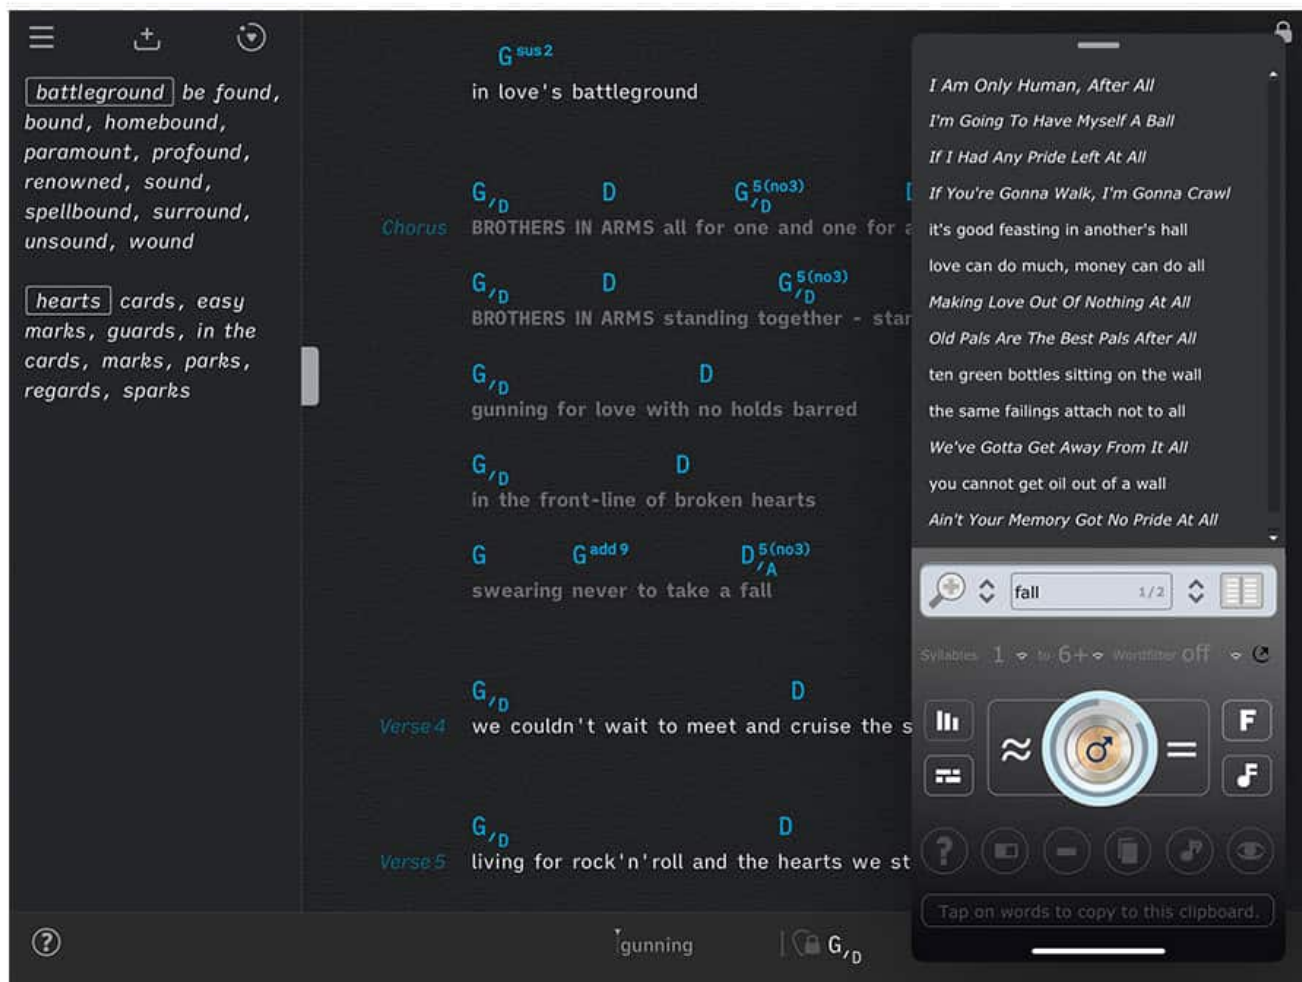 battleground be found,
bound, homebound,
paramount, profound,
renowned, sound,
spellbound, surround,
unsound, wound
hearts cards, easy
marks, guards, in the
cards, marks, parks,
regards, sparks
Gsus2
in love's battleground
G/D D G5(no3)/D
Chorus BROTHERS IN ARMS all for one and one for
G/D D G5(no3)/D
BROTHERS IN ARMS standing together -
G/D D
gunning for love with no holds barred
G/D D
in the front-line of broken hearts
G Gadd9 D5(no3)/A
swearing never to take a fall
G/D D
Verse 4 we couldn't wait to meet and cruise the
G/D D
Verse 5 living for rock'n'roll and the hearts we
gunning G/D
I Am Only Human, After All
I'm Going To Have Myself A Ball
If I Had Any Pride Left At All
If You're Gonna Walk, I'm Gonna Crawl
it's good feasting in another's hall
love can do much, money can do all
Making Love Out Of Nothing At All
Old Pals Are The Best Pals After All
ten green bottles sitting on the wall
the same failings attach not to all
We've Gotta Get Away From It All
you cannot get oil out of a wall
Ain't Your Memory Got No Pride At All
fall 1/2
Syllables 1 to 6+ Wordfilter off
≈ = F
F
Tap on words to copy to this clipboard.